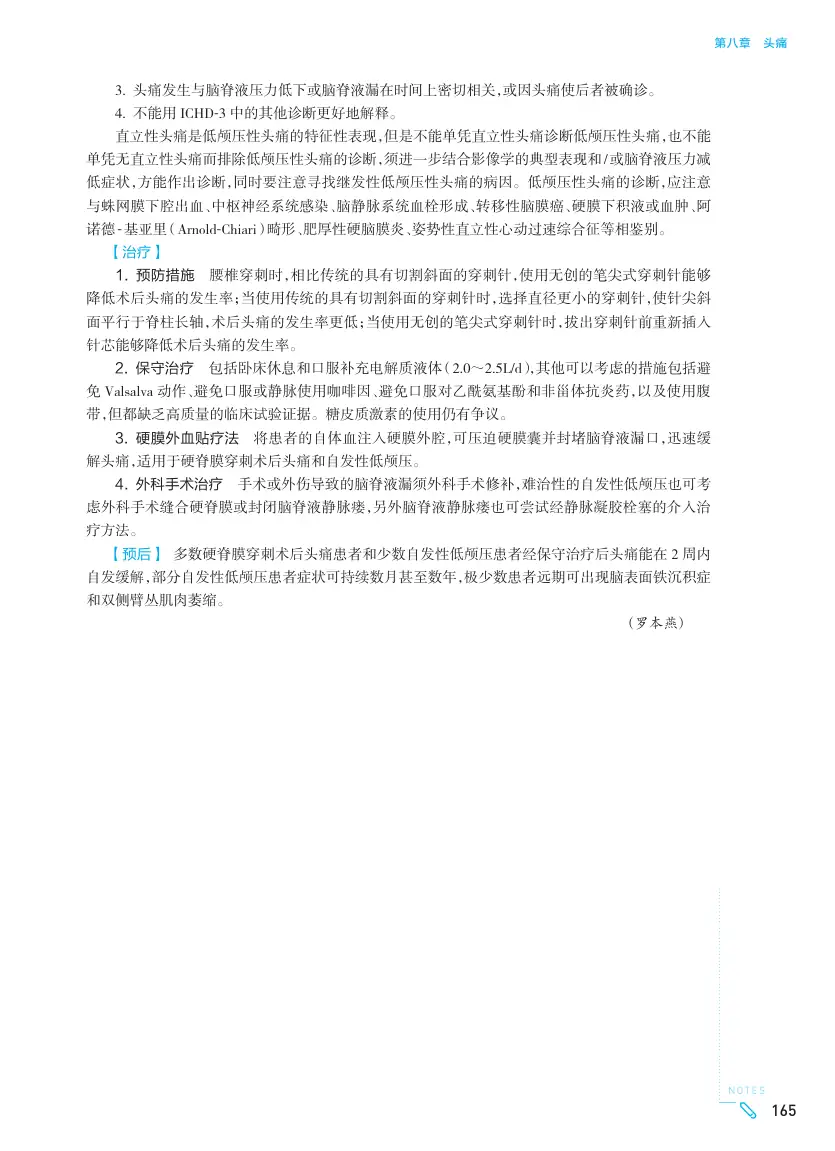 第八章　头痛
3. 头痛发生与脑脊液压力低下或脑脊液漏在时间上密切相关,或因头痛使后者被确诊。
4. 不能用 ICHD-3 中的其他诊断更好地解释。
直立性头痛是低颅压性头痛的特征性表现,但是不能单凭直立性头痛诊断低颅压性头痛,也不能
单凭无直立性头痛而排除低颅压性头痛的诊断,须进一步结合影像学的典型表现和/或脑脊液压力减
低症状,方能作出诊断,同时要注意寻找继发性低颅压性头痛的病因。低颅压性头痛的诊断,应注意
与蛛网膜下腔出血、中枢神经系统感染、脑静脉系统血栓形成、转移性脑膜癌、硬膜下积液或血肿、阿
诺德-基亚里(Arnold-Chiari)畸形、肥厚性硬脑膜炎、姿势性直立性心动过速综合征等相鉴别。
【治疗】
1. 预防措施　腰椎穿刺时,相比传统的具有切割斜面的穿刺针,使用无创的笔尖式穿刺针能够
降低术后头痛的发生率;当使用传统的具有切割斜面的穿刺针时,选择直径更小的穿刺针,使针尖斜
面平行于脊柱长轴,术后头痛的发生率更低;当使用无创的笔尖式穿刺针时,拔出穿刺针前重新插入
针芯能够降低术后头痛的发生率。
2. 保守治疗　包括卧床休息和口服补充电解质液体(2.0～2.5L/d),其他可以考虑的措施包括避
免 Valsalva 动作、避免口服或静脉使用咖啡因、避免口服对乙酰氨基酚和非甾体抗炎药,以及使用腹
带,但都缺乏高质量的临床试验证据。糖皮质激素的使用仍有争议。
3. 硬膜外血贴疗法　将患者的自体血注入硬膜外腔,可压迫硬膜囊并封堵脑脊液漏口,迅速缓
解头痛,适用于硬脊膜穿刺术后头痛和自发性低颅压。
4. 外科手术治疗　手术或外伤导致的脑脊液漏须外科手术修补,难治性的自发性低颅压也可考
虑外科手术缝合硬脊膜或封闭脑脊液静脉瘘,另外脑脊液静脉瘘也可尝试经静脉凝胶栓塞的介入治
疗方法。
【预后】　多数硬脊膜穿刺术后头痛患者和少数自发性低颅压患者经保守治疗后头痛能在 2 周内
自发缓解,部分自发性低颅压患者症状可持续数月甚至数年,极少数患者远期可出现脑表面铁沉积症
和双侧臂丛肌肉萎缩。
(罗本燕)
NOTES
165